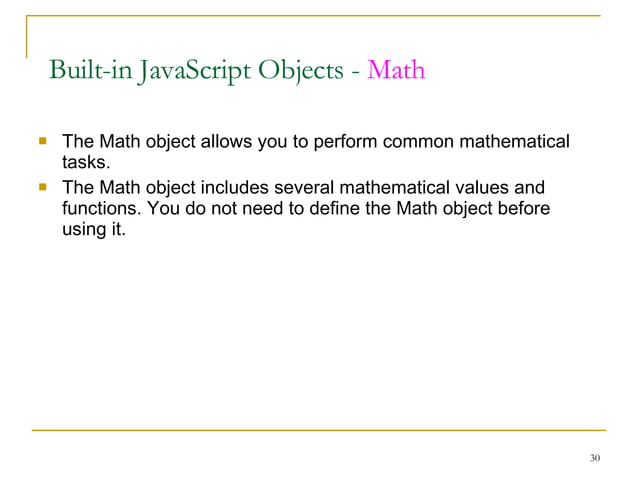 Built-in JavaScript Objects - Math
The Math object allows you to perform common mathematical
tasks.
The Math object includes several mathematical values and
functions. You do not need to define the Math object before
using it.
30